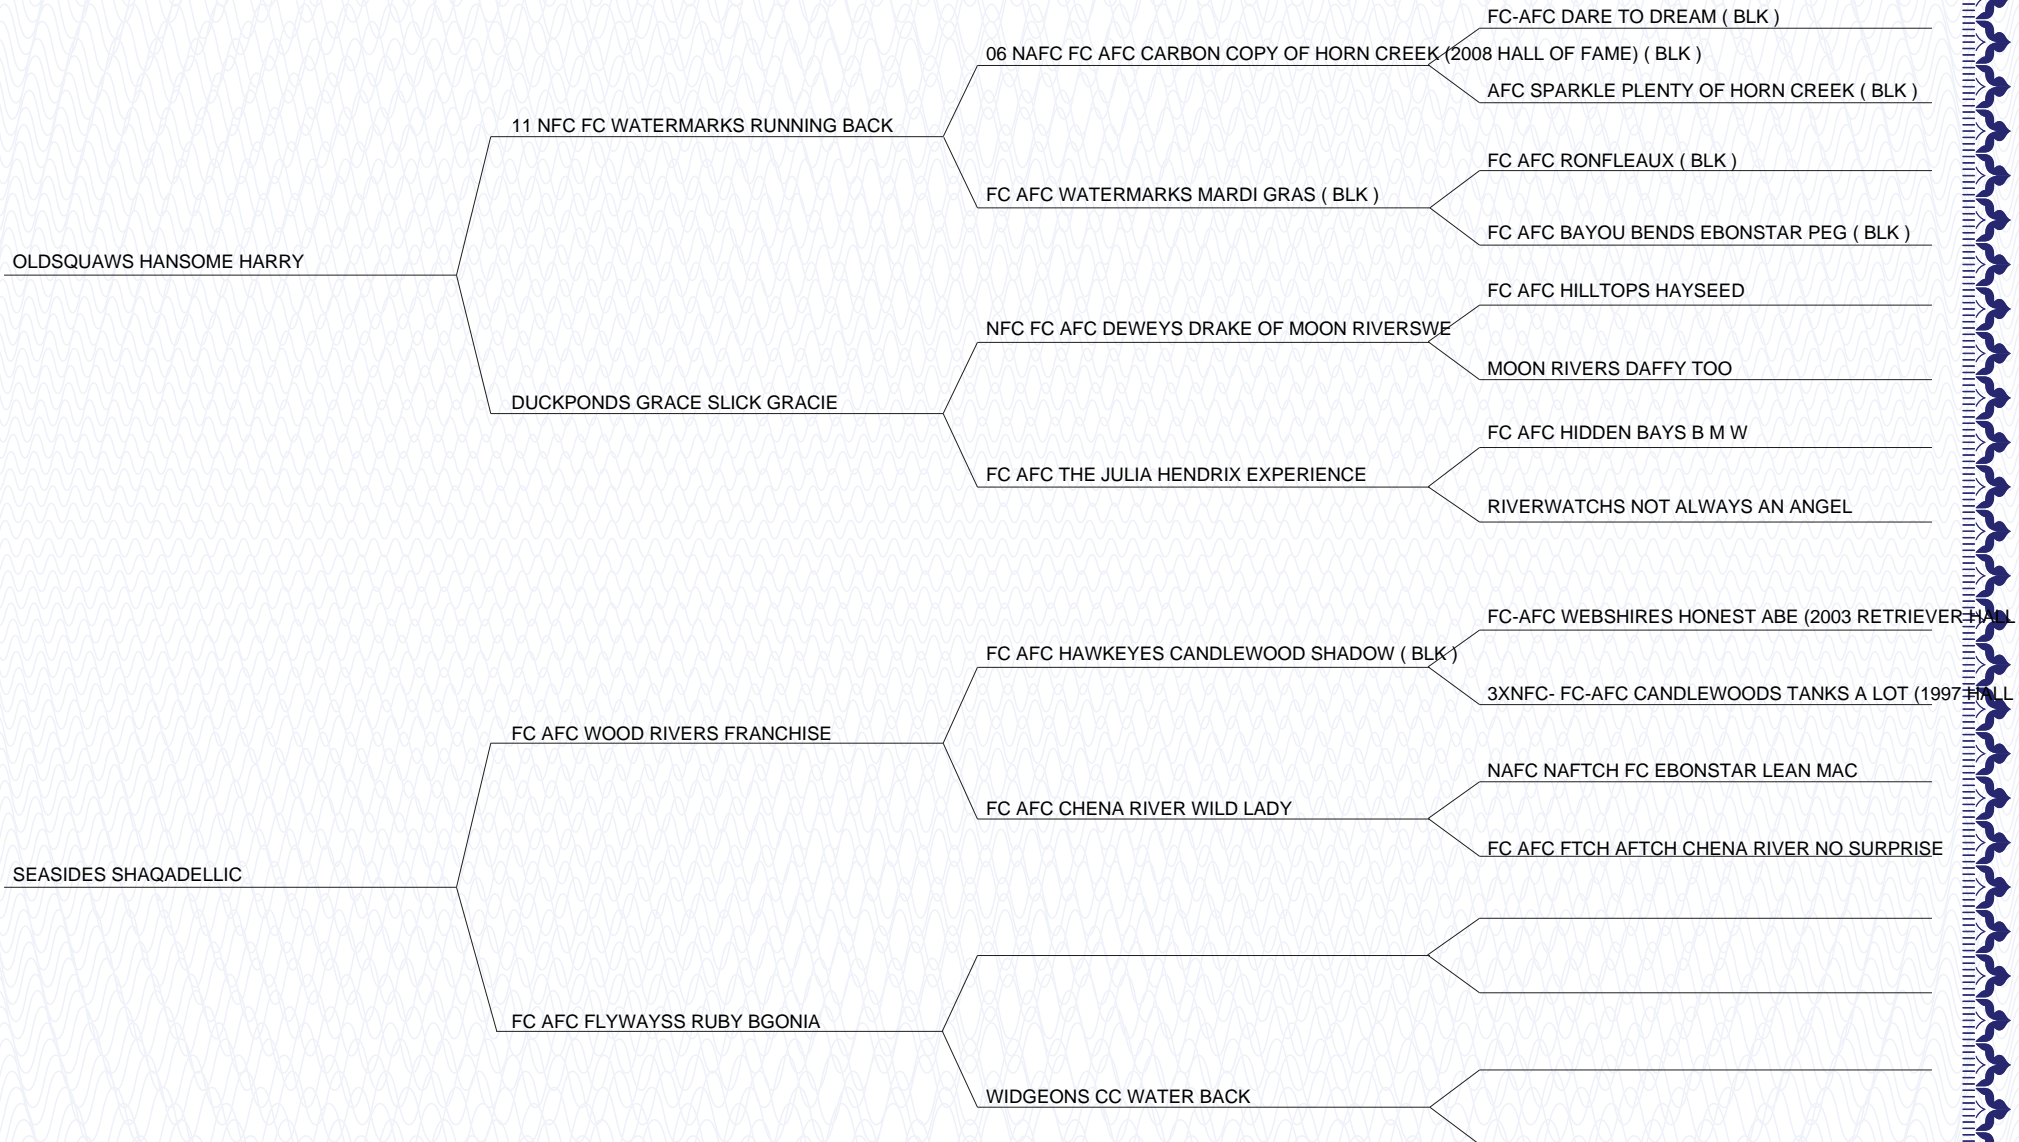 FC-AFC DARE TO DREAM ( BLK )
06 NAFC FC AFC CARBON COPY OF HORN CREEK (2008 HALL OF FAME) ( BLK )
AFC SPARKLE PLENTY OF HORN CREEK ( BLK )
11 NFC FC WATERMARKS RUNNING BACK
FC AFC RONFLEAUX ( BLK )
FC AFC WATERMARKS MARDI GRAS ( BLK )
FC AFC BAYOU BENDS EBONSTAR PEG ( BLK )
OLDSQUAWS HANSOME HARRY
FC AFC HILLTOPS HAYSEED
NFC FC AFC DEWEYS DRAKE OF MOON RIVERSWE
MOON RIVERS DAFFY TOO
DUCKPONDS GRACE SLICK GRACIE
FC AFC HIDDEN BAYS B M W
FC AFC THE JULIA HENDRIX EXPERIENCE
RIVERWATCHS NOT ALWAYS AN ANGEL
FC-AFC WEBSHIRES HONEST ABE (2003 RETRIEVER HALL
FC AFC HAWKEYES CANDLEWOOD SHADOW ( BLK )
3XNFC- FC-AFC CANDLEWOODS TANKS A LOT (1997 HALL
FC AFC WOOD RIVERS FRANCHISE
NAFC NAFTCH FC EBONSTAR LEAN MAC
FC AFC CHENA RIVER WILD LADY
FC AFC FTCH AFTCH CHENA RIVER NO SURPRISE
SEASIDES SHAQADELLIC
FC AFC FLYWAYSS RUBY BGONIA
WIDGEONS CC WATER BACK